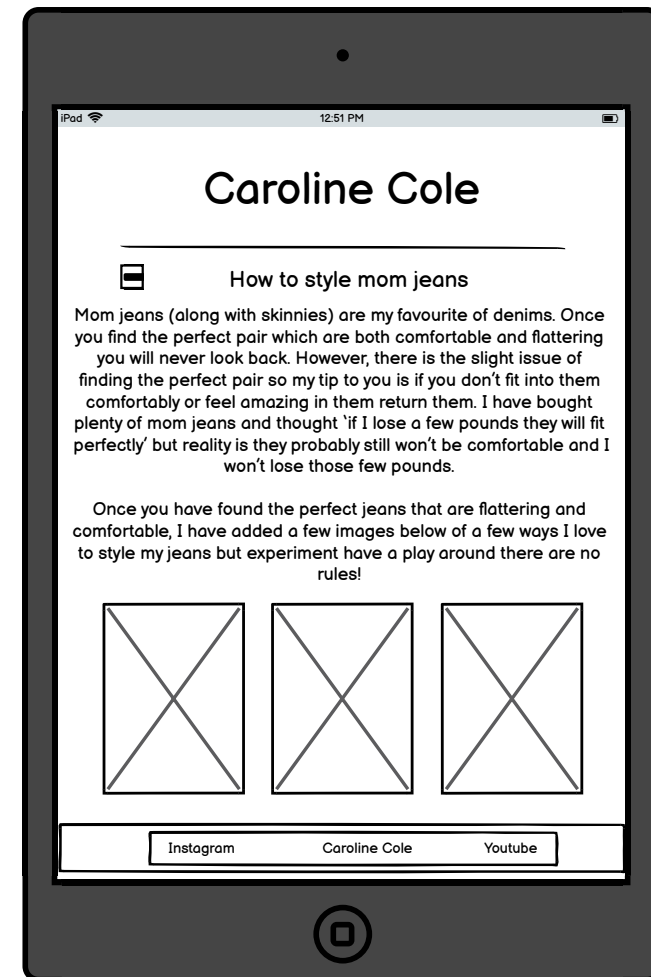 iPad
12:51 PM
Caroline Cole
How to style mom jeans
Mom jeans (along with skinnies) are my favourite of denims. Once
you find the perfect pair which are both comfortable and flattering
you will never look back. However, there is the slight issue of
finding the perfect pair so my tip to you is if you don't fit into them
comfortably or feel amazing in them return them. I have bought
plenty of mom jeans and thought 'if I lose a few pounds they will fit
perfectly' but reality is they probably still won't be comfortable and I
won't lose those few pounds.
Once you have found the perfect jeans that are flattering and
comfortable, I have added a few images below of a few ways I love
to style my jeans but experiment have a play around there are no
rules!
Instagram
Caroline Cole
Youtube